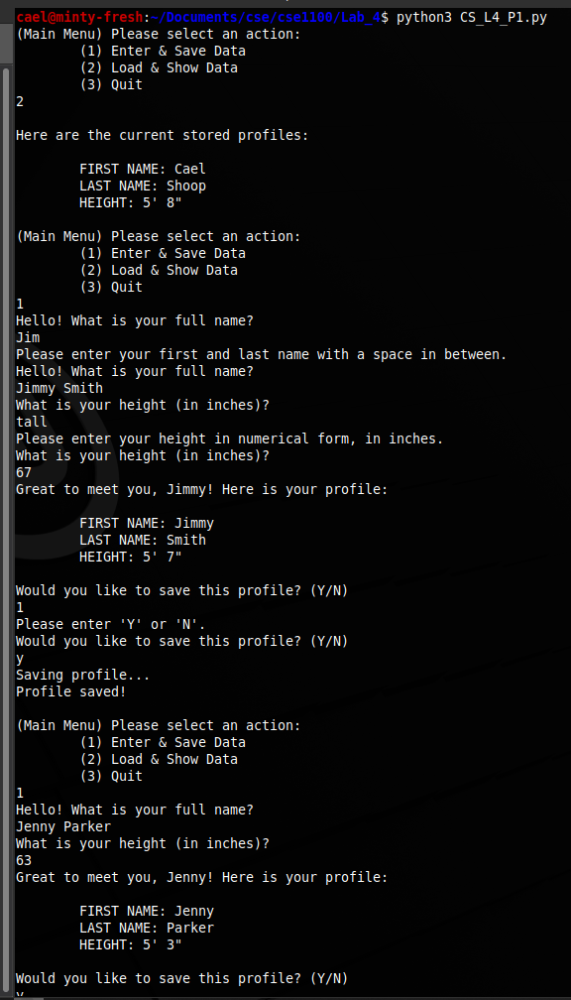 cael@minty-fresh:~/Documents/cse/cse1100/Lab_4$ python3 CS_L4_P1.py
(Main Menu) Please select an action:
(1) Enter & Save Data
(2) Load & Show Data
(3) Quit
2
Here are the current stored profiles:
FIRST NAME: Cael
LAST NAME: Shoop
HEIGHT: 5' 8"
(Main Menu) Please select an action:
(1) Enter & Save Data
(2) Load & Show Data
(3) Quit
1
Hello! What is your full name?
Jim
Please enter your first and last name with a space in between.
Hello! What is your full name?
Jimmy Smith
What is your height (in inches)?
tall
Please enter your height in numerical form, in inches.
What is your height (in inches)?
67
Great to meet you, Jimmy! Here is your profile:
FIRST NAME: Jimmy
LAST NAME: Smith
HEIGHT: 5' 7"
Would you like to save this profile? (Y/N)
1
Please enter 'Y' or 'N'.
Would you like to save this profile? (Y/N)
y
Saving profile...
Profile saved!
(Main Menu) Please select an action:
(1) Enter & Save Data
(2) Load & Show Data
(3) Quit
1
Hello! What is your full name?
Jenny Parker
What is your height (in inches)?
63
Great to meet you, Jenny! Here is your profile:
FIRST NAME: Jenny
LAST NAME: Parker
HEIGHT: 5' 3"
Would you like to save this profile? (Y/N)